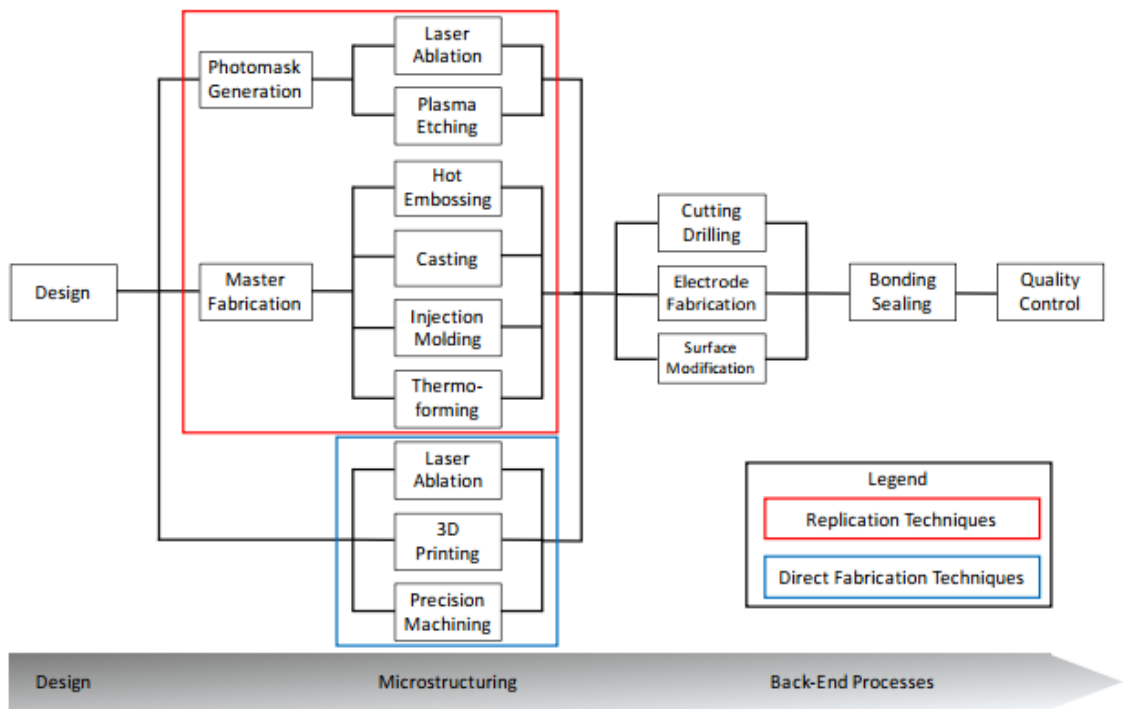 Photomask
Generation
Laser
Ablation
Plasma
Etching
Design
Master
Fabrication
Hot
Embossing
Casting
Injection
Molding
Thermo-
forming
Laser
Ablation
3D
Printing
Precision
Machining
Cutting
Drilling
Electrode
Fabrication
Surface
Modification
Bonding
Sealing
Quality
Control
Legend
Replication Techniques
Direct Fabrication Techniques
Design
Microstructuring
Back-End Processes